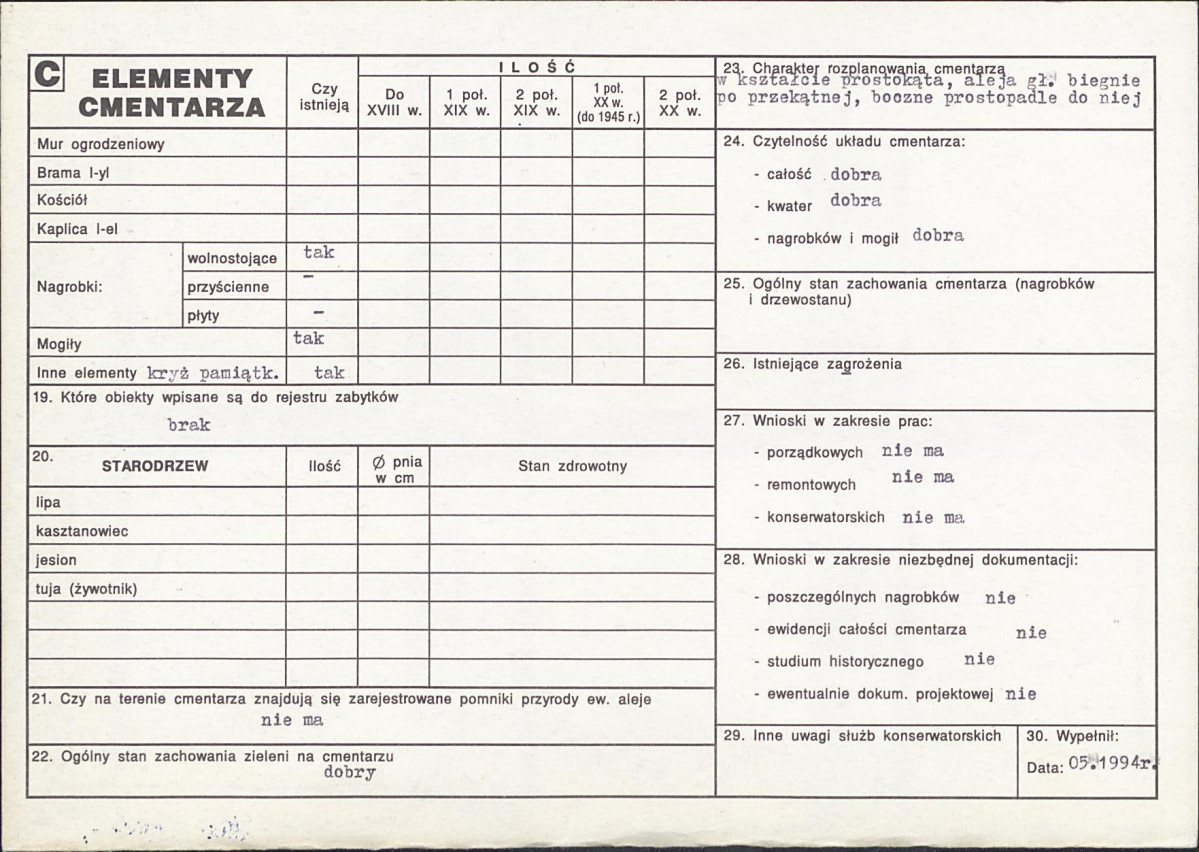 C ELEMENTY CMENTARZA
Czy istnieją
ILOŚĆ
Do XVIII w.
1 poł. XIX w.
2 poł. XIX w.
1 poł. XX w. (do 1945 r.)
2 poł. XX w.
Mur ogrodzeniowy
Brama I-yl
Kościół
Kaplica I-el
Nagrobki:
wolnostojące tak
przyścienne –
płyty –
Mogiły tak
Inne elementy kryż pamiątk. tak
19. Które obiekty wpisane są do rejestru zabytków
brak
20. STARODRZEW Ilość Ø pnia w cm Stan zdrowotny
lipa
kasztanowiec
jesion
tuja (żywotnik)
21. Czy na terenie cmentarza znajdują się zarejestrowane pomniki przyrody ew. aleje
nie ma
22. Ogólny stan zachowania zieleni na cmentarzu
dobry
23. Charakter rozplanowania cmentarza
w kształcie prostokąta, aleja gł. biegnie
po przekątnej, boczne prostopadle do niej
24. Czytelność układu cmentarza:
- całość dobra
- kwater dobra
- nagrobków i mogił dobra
25. Ogólny stan zachowania cmentarza (nagrobków
i drzewostanu)
26. Istniejące zagrożenia
27. Wnioski w zakresie prac:
- porządkowych nie ma
- remontowych nie ma
- konserwatorskich nie ma
28. Wnioski w zakresie niezbędnej dokumentacji:
- poszczególnych nagrobków nie
- ewidencji całości cmentarza nie
- studium historycznego nie
- ewentualnie dokum. projektowej nie
29. Inne uwagi służb konserwatorskich
30. Wypełnił:
Data: 05.1994r.